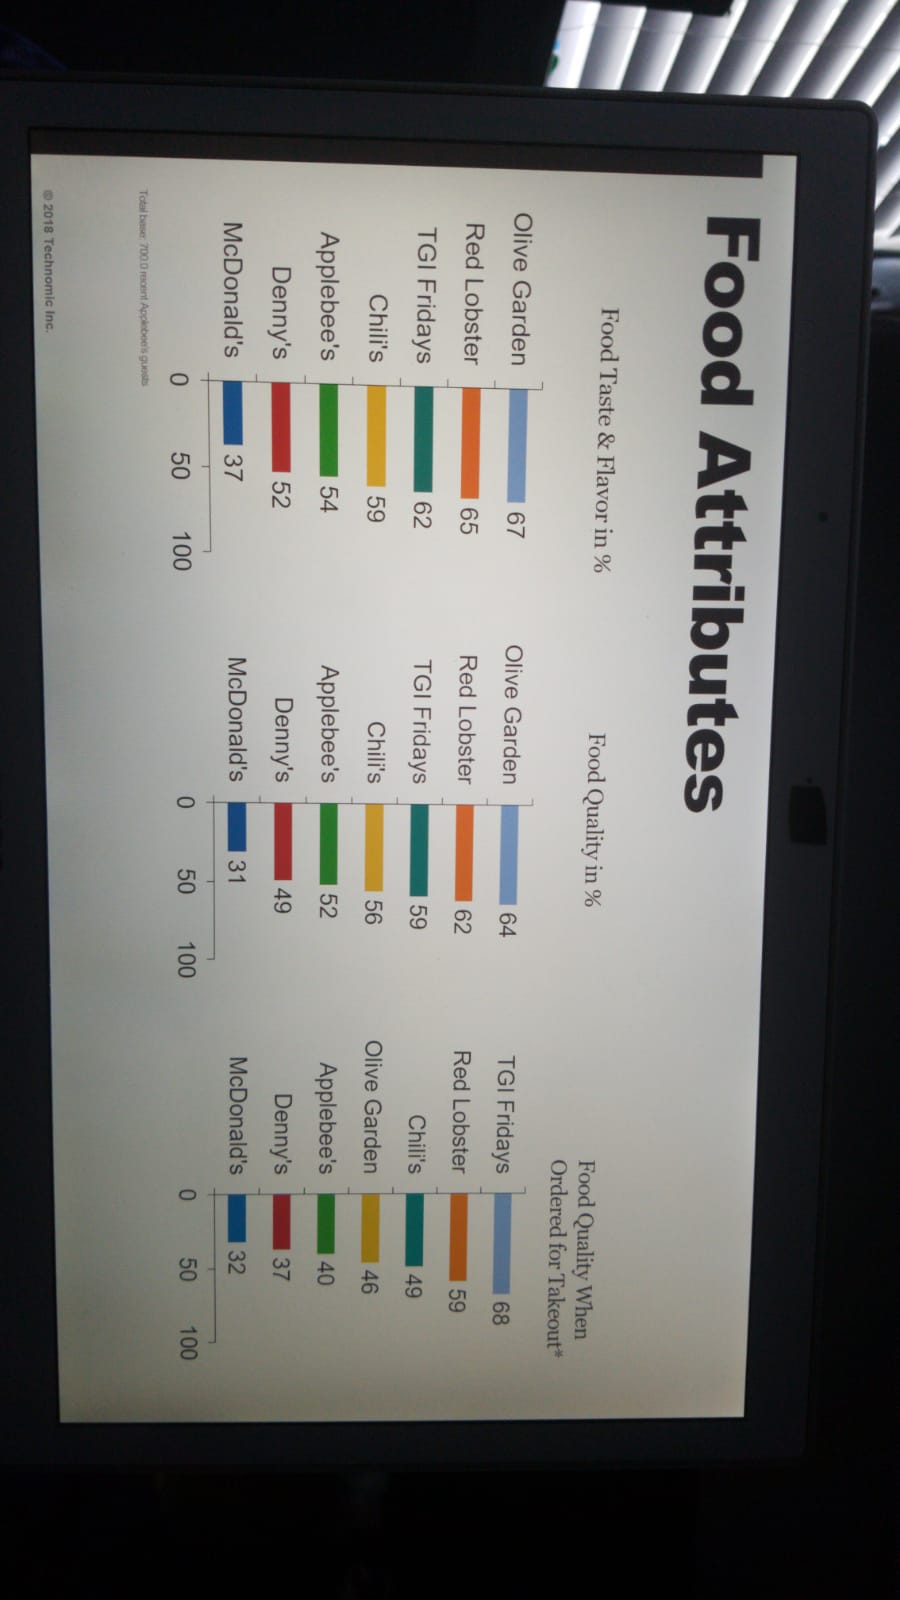 Food Attributes
Food Taste & Flavor in %
Olive Garden 67
Red Lobster 65
TGI Fridays 62
Chili's 59
Applebee's 54
Denny's 52
McDonald's 37
0 50 100
Food Quality in %
Olive Garden 64
Red Lobster 62
TGI Fridays 59
Chili's 56
Applebee's 52
Denny's 49
McDonald's 31
0 50 100
Food Quality When
Ordered for Takeout*
TGI Fridays 68
Red Lobster 59
Chili's 49
Olive Garden 46
Applebee's 40
Denny's 37
McDonald's 32
0 50 100
Total base: 700.0 recent Applebee's guests
© 2018 Technomic Inc.